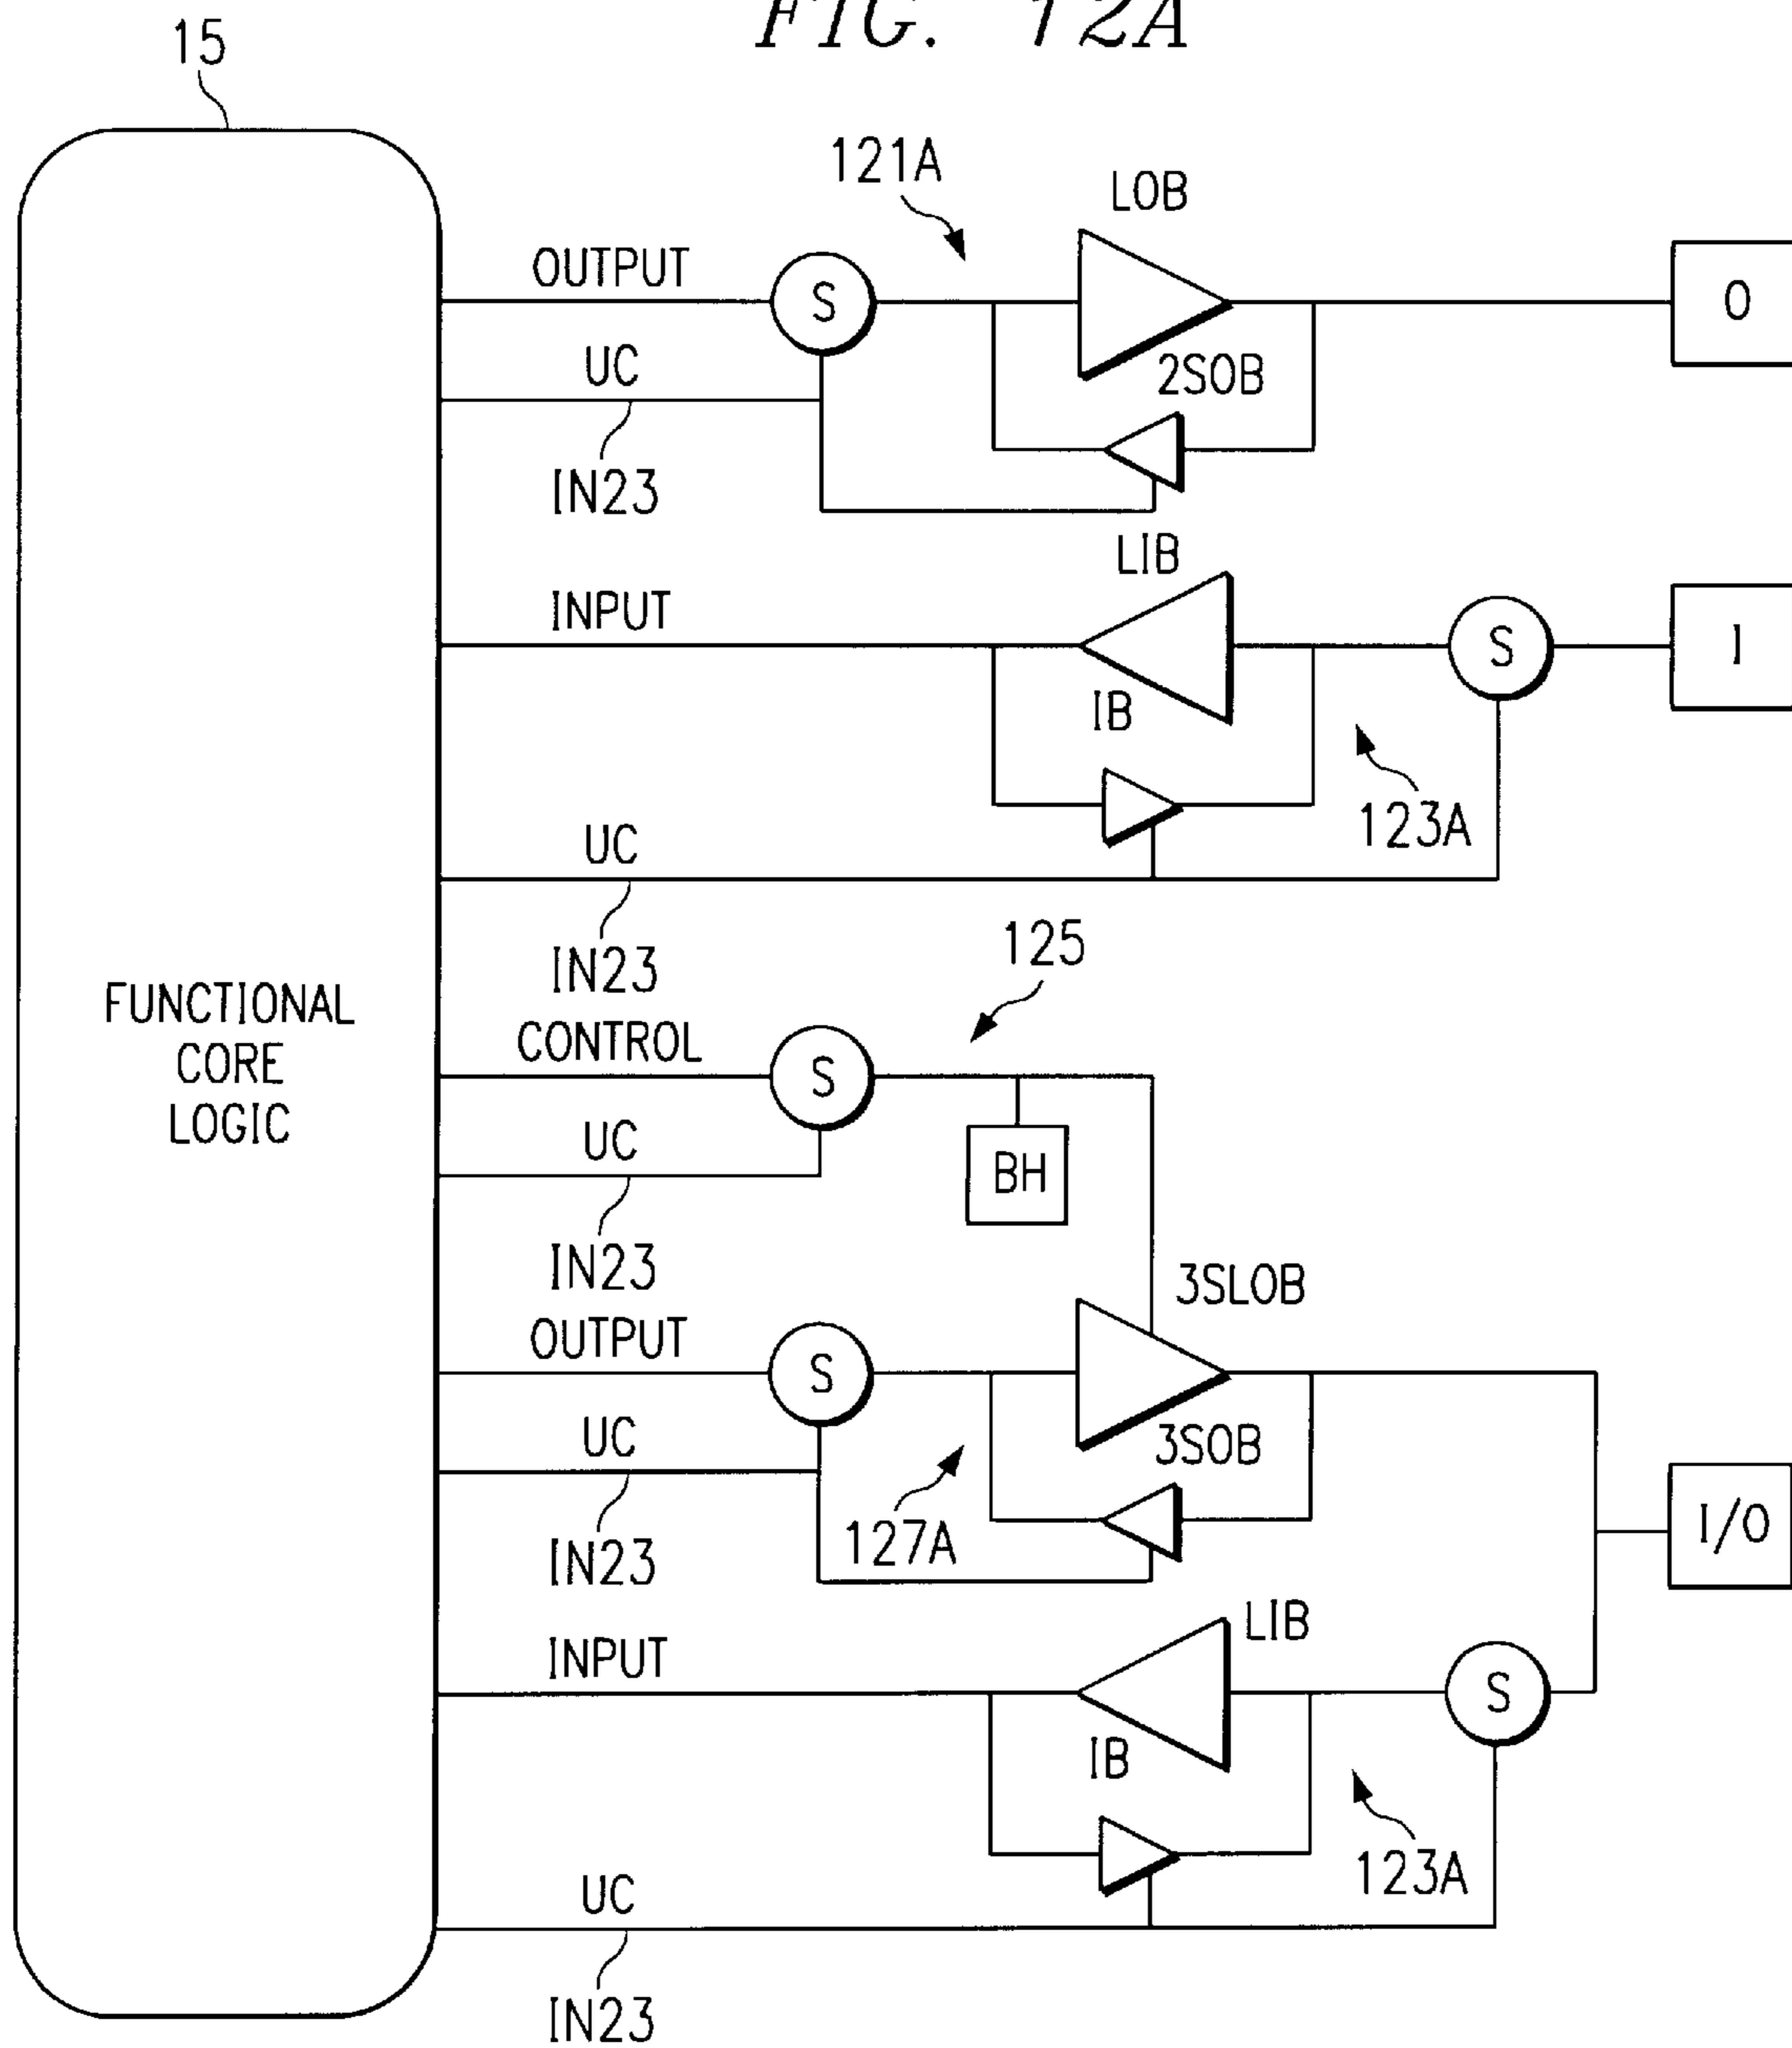 FIG. 12A
15
121A
LOB
OUTPUT
S
O
UC
2SOB
IN23
LIB
INPUT
S
I
IB
123A
UC
IN23
125
FUNCTIONAL
CORE
LOGIC
CONTROL
S
UC
BH
IN23
3SLOB
OUTPUT
S
UC
3SOB
127A
IN23
I/O
LIB
INPUT
S
IB
123A
UC
IN23